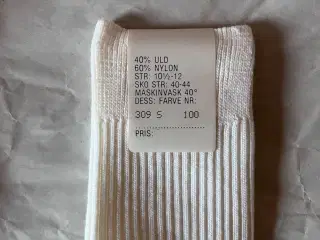 40% ULD
60% NYLON
STR: 10½-12
SKO STR: 40-44
MASKINVASK 40°
DESS: FARVE NR:
309 S 100
PRIS: